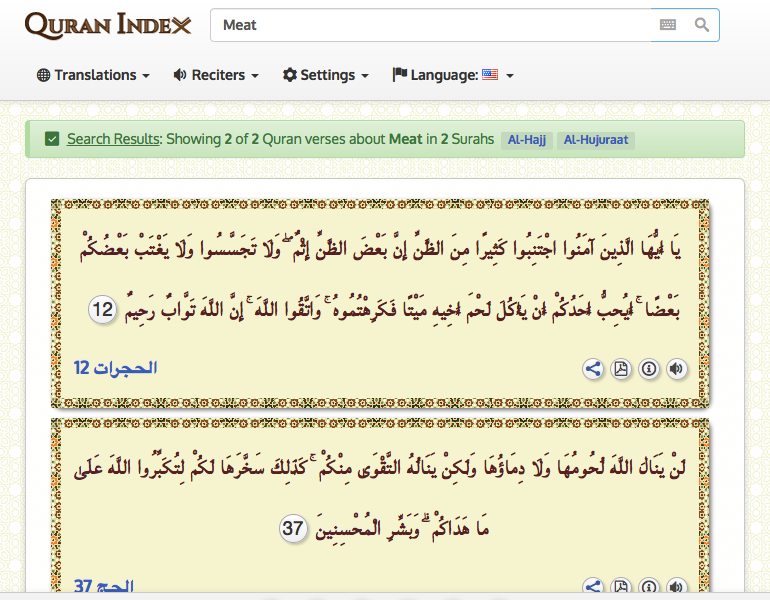 QURAN INDEX
Meat
Translations Reciters Settings Language:
Search Results: Showing 2 of 2 Quran verses about Meat in 2 Surahs Al-Hajj Al-Hujuraat
يَا أَيُّهَا الَّذِينَ آمَنُوا اجْتَنِبُوا كَثِيرًا مِنَ الظَّنِّ إِنَّ بَعْضَ الظَّنِّ إِثْمٌ ۖ وَلَا تَجَسَّسُوا وَلَا يَغْتَبْ بَعْضُكُمْ
بَعْضًا ۚ أَيُحِبُّ أَحَدُكُمْ أَنْ يَأْكُلَ لَحْمَ أَخِيهِ مَيْتًا فَكَرِهْتُمُوهُ ۚ وَاتَّقُوا اللَّهَ ۚ إِنَّ اللَّهَ تَوَّابٌ رَحِيمٌ 12
الحجرات 12
لَنْ يَنَالَ اللَّهَ لُحُومُهَا وَلَا دِمَاؤُهَا وَلَٰكِنْ يَنَالُهُ التَّقْوَىٰ مِنْكُمْ ۚ كَذَٰلِكَ سَخَّرَهَا لَكُمْ لِتُكَبِّرُوا اللَّهَ عَلَىٰ
مَا هَدَاكُمْ ۗ وَبَشِّرِ الْمُحْسِنِينَ 37
الحج 37